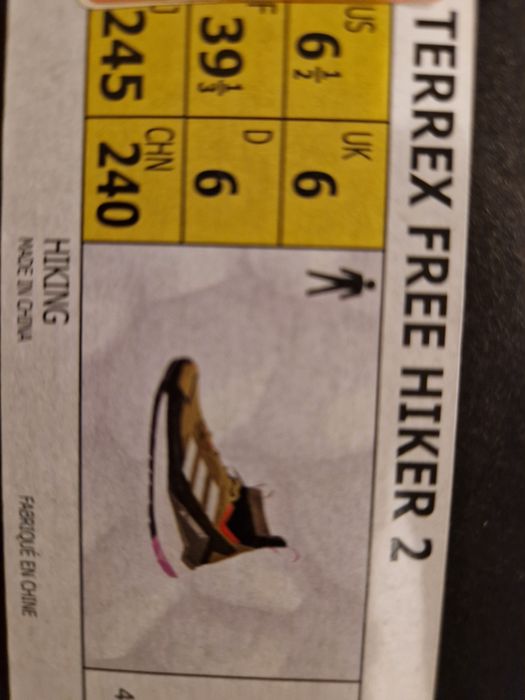 TERREX FREE HIKER 2
US 6½ UK 6
F 39⅓ D 6
245 CHN 240
HIKING
MADE IN CHINA FABRIQUÉ EN CHINE
4